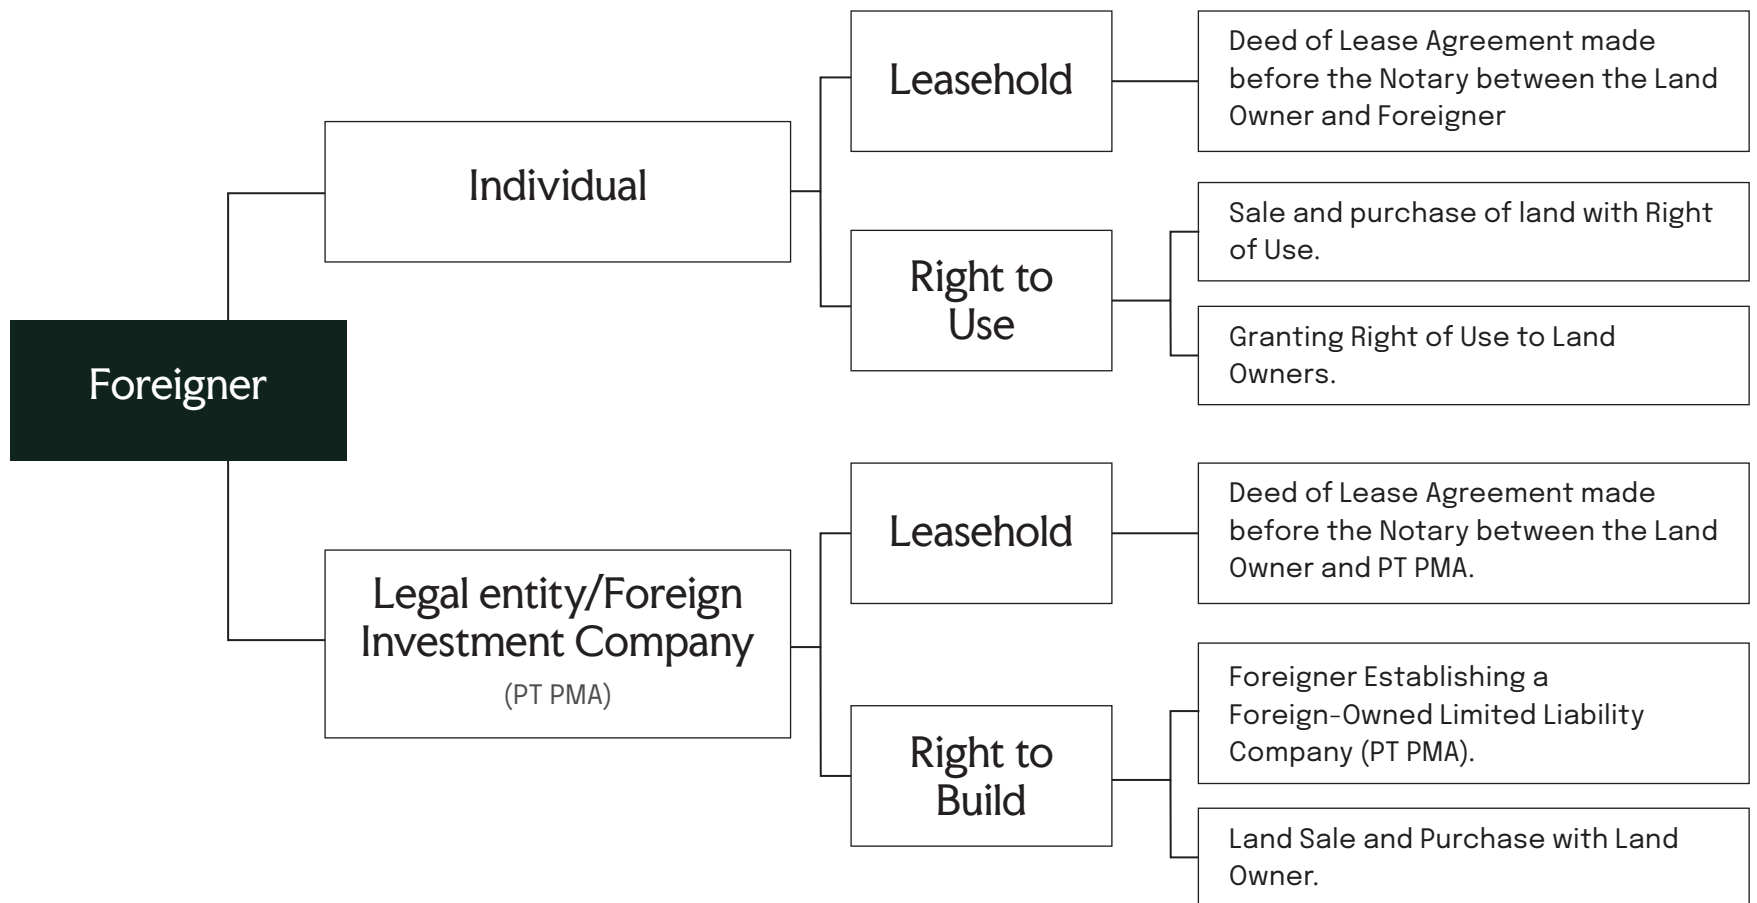 Foreigner
Individual
Leasehold
Deed of Lease Agreement made
before the Notary between the Land
Owner and Foreigner
Right to
Use
Sale and purchase of land with Right
of Use.
Granting Right of Use to Land
Owners.
Legal entity/Foreign
Investment Company
(PT PMA)
Leasehold
Deed of Lease Agreement made
before the Notary between the Land
Owner and PT PMA.
Right to
Build
Foreigner Establishing a
Foreign-Owned Limited Liability
Company (PT PMA).
Land Sale and Purchase with Land
Owner.